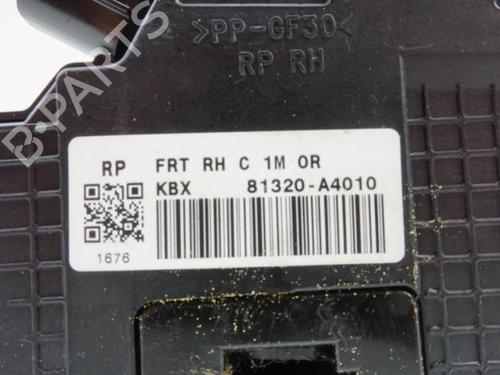 >PP-GF30<
RP RH
B-PARTS
RP FRT RH C 1M OR
KBX 81320-A4010
1676